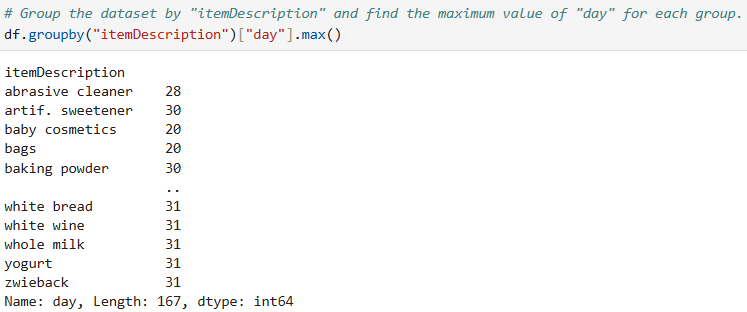 # Group the dataset by "itemDescription" and find the maximum value of "day" for each group.
df.groupby("itemDescription")["day"].max()
itemDescription
abrasive cleaner    28
artif. sweetener    30
baby cosmetics      20
bags                20
baking powder       30
                    ..
white bread         31
white wine          31
whole milk          31
yogurt              31
zwieback            31
Name: day, Length: 167, dtype: int64